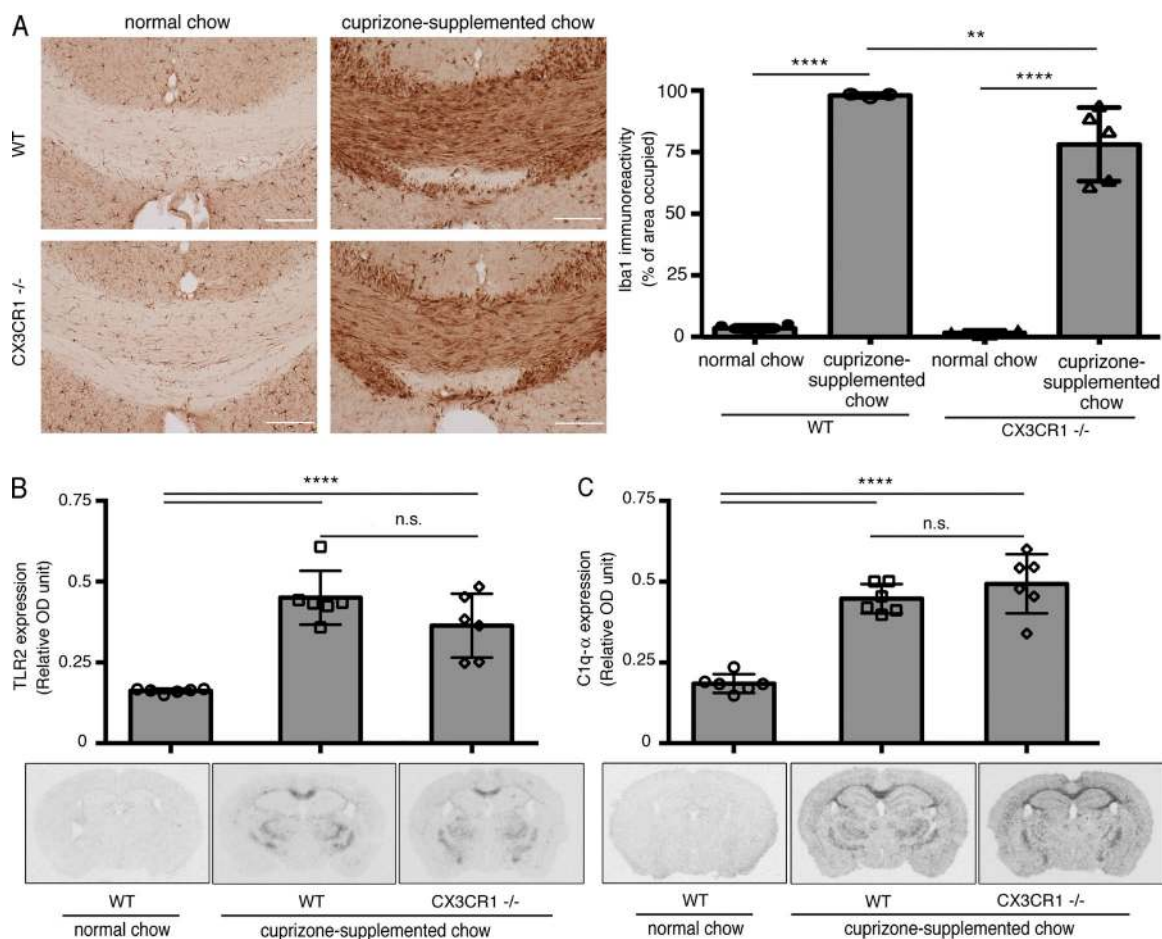 A
normal chow
cuprizone-supplemented chow
WT
CX3CR1 -/-
**
****
****
100
75
50
25
0
Iba1 immunoreactivity
(% of area occupied)
normal chow
cuprizone-
supplemented
chow
normal chow
cuprizone-
supplemented
chow
WT
CX3CR1 -/-
B
****
n.s.
0.75
0.5
0.25
0
TLR2 expression
(Relative OD unit)
WT
WT
CX3CR1 -/-
normal chow
cuprizone-supplemented chow
C
****
n.s.
0.75
0.5
0.25
0
C1q-α expression
(Relative OD unit)
WT
WT
CX3CR1 -/-
normal chow
cuprizone-supplemented chow